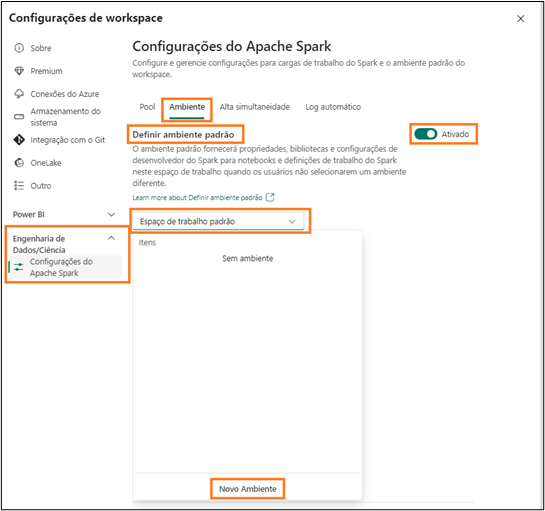 Configurações de workspace
Sobre
Premium
Conexões do Azure
Armazenamento do
sistema
Integração com o Git
OneLake
Outro
Power BI
Engenharia de
Dados/Ciência
Configurações do
Apache Spark
Configurações do Apache Spark
Configure e gerencie configurações para cargas de trabalho do Spark e o ambiente padrão do
workspace.
Pool
Ambiente
Alta simultaneidade
Log automático
Definir ambiente padrão
Ativado
O ambiente padrão fornecerá propriedades, bibliotecas e configurações de
desenvolvedor do Spark para notebooks e definições de trabalho do Spark
neste espaço de trabalho quando os usuários não selecionarem um ambiente
diferente.
Learn more about Definir ambiente padrão
Espaço de trabalho padrão
Itens
Sem ambiente
Novo Ambiente